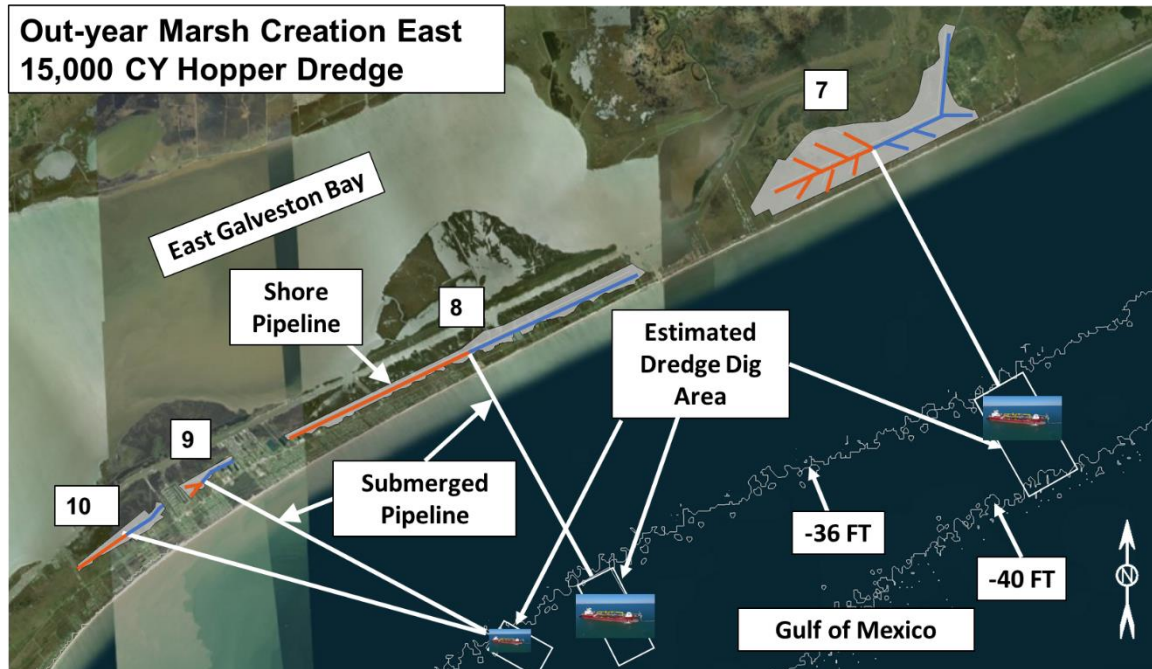 Out-year Marsh Creation East
15,000 CY Hopper Dredge
7
East Galveston Bay
Shore
Pipeline
8
Estimated
Dredge Dig
Area
9
Submerged
Pipeline
10
-36 FT
-40 FT
N
Gulf of Mexico